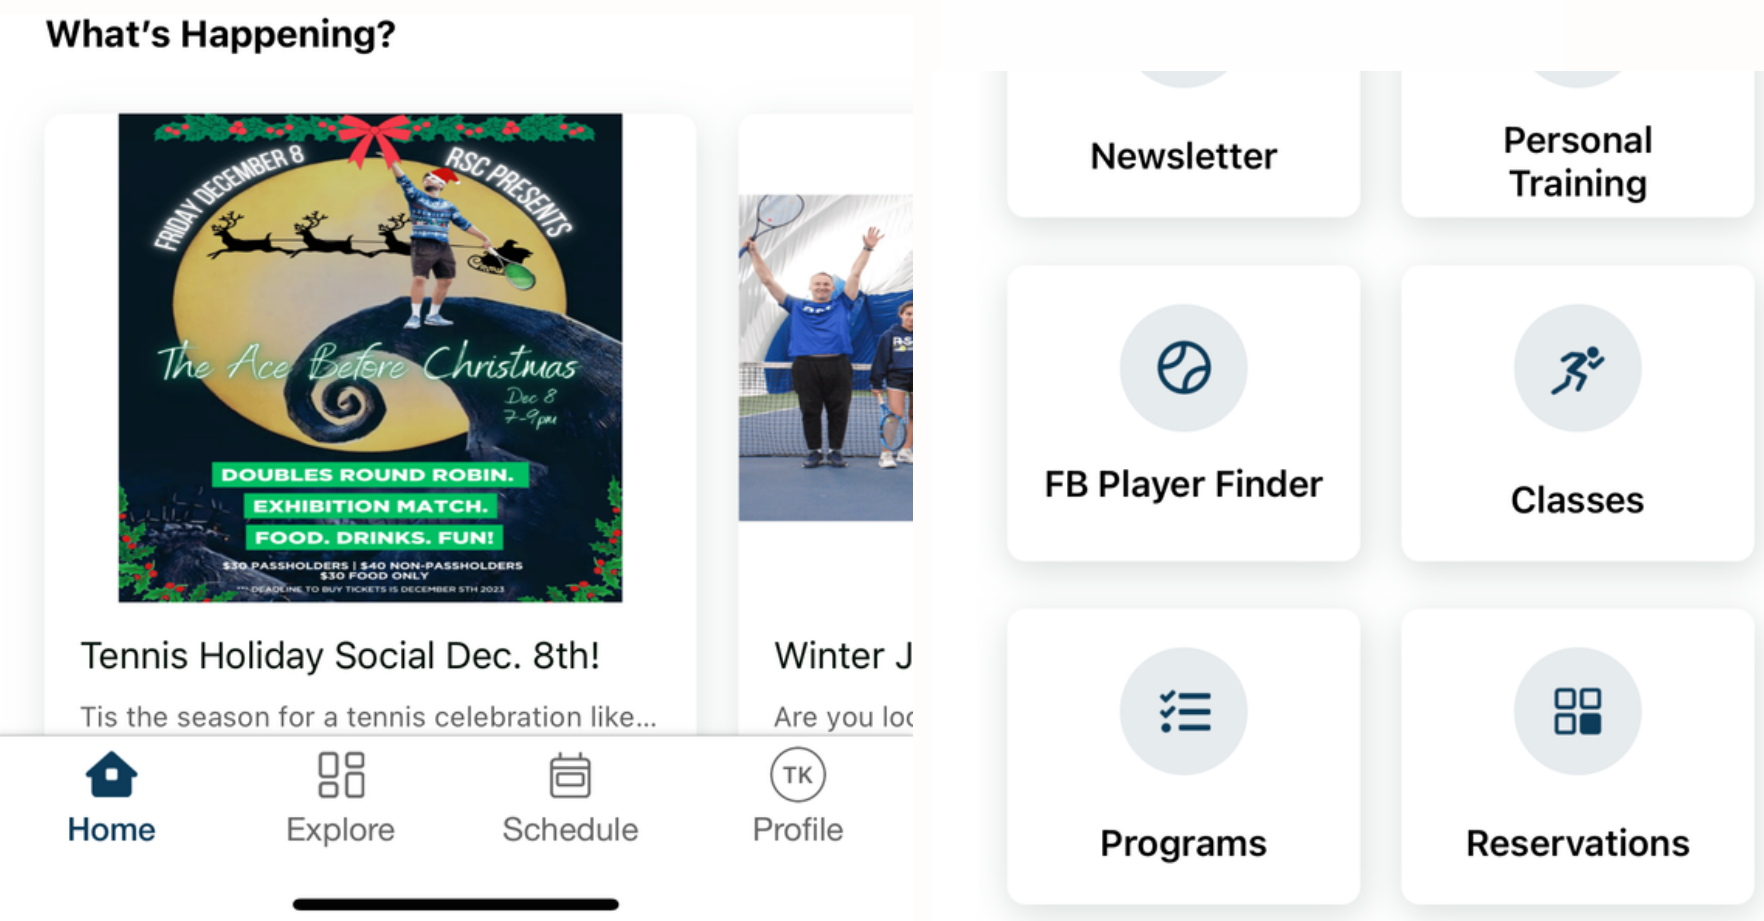 What's Happening?
FRIDAY DECEMBER 8
RSC PRESENTS
The Ace Before Christmas
Dec 8
7-9pm
DOUBLES ROUND ROBIN.
EXHIBITION MATCH.
FOOD. DRINKS. FUN!
$30 PASSHOLDERS | $40 NON-PASSHOLDERS
$30 FOOD ONLY
*** DEADLINE TO BUY TICKETS IS DECEMBER 5TH 2023
Tennis Holiday Social Dec. 8th!
Tis the season for a tennis celebration like...
Winter J
Are you loo
Home
Explore
Schedule
TK
Profile
Newsletter
Personal
Training
FB Player Finder
Classes
Programs
Reservations